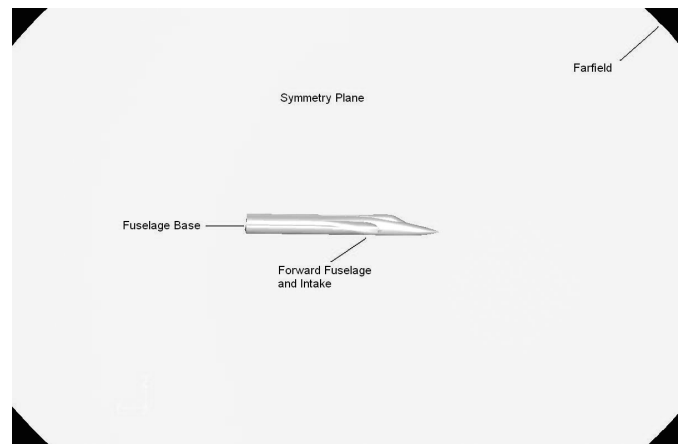 Farfield
Symmetry Plane
Fuselage Base
Forward Fuselage
and Intake